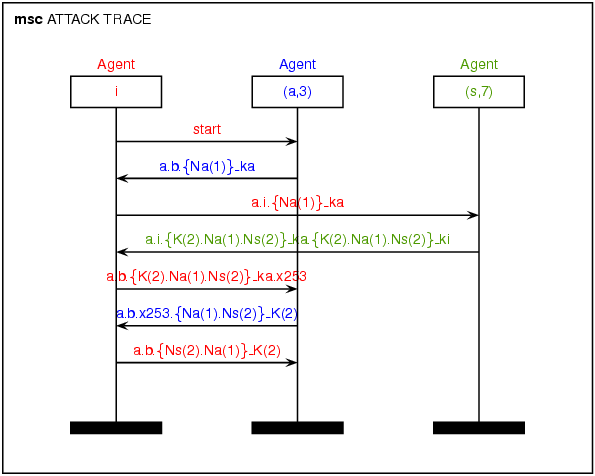 msc ATTACK TRACE
Agent Agent Agent
i (a,3) (s,7)
start
a.b.{Na(1)}_ka
a.i.{Na(1)}_ka
a.i.{K(2).Na(1).Ns(2)}_ka.{K(2).Na(1).Ns(2)}_ki
a.b.{K(2).Na(1).Ns(2)}_ka.x253
a.b.x253.{Na(1).Ns(2)}_K(2)
a.b.{Ns(2).Na(1)}_K(2)